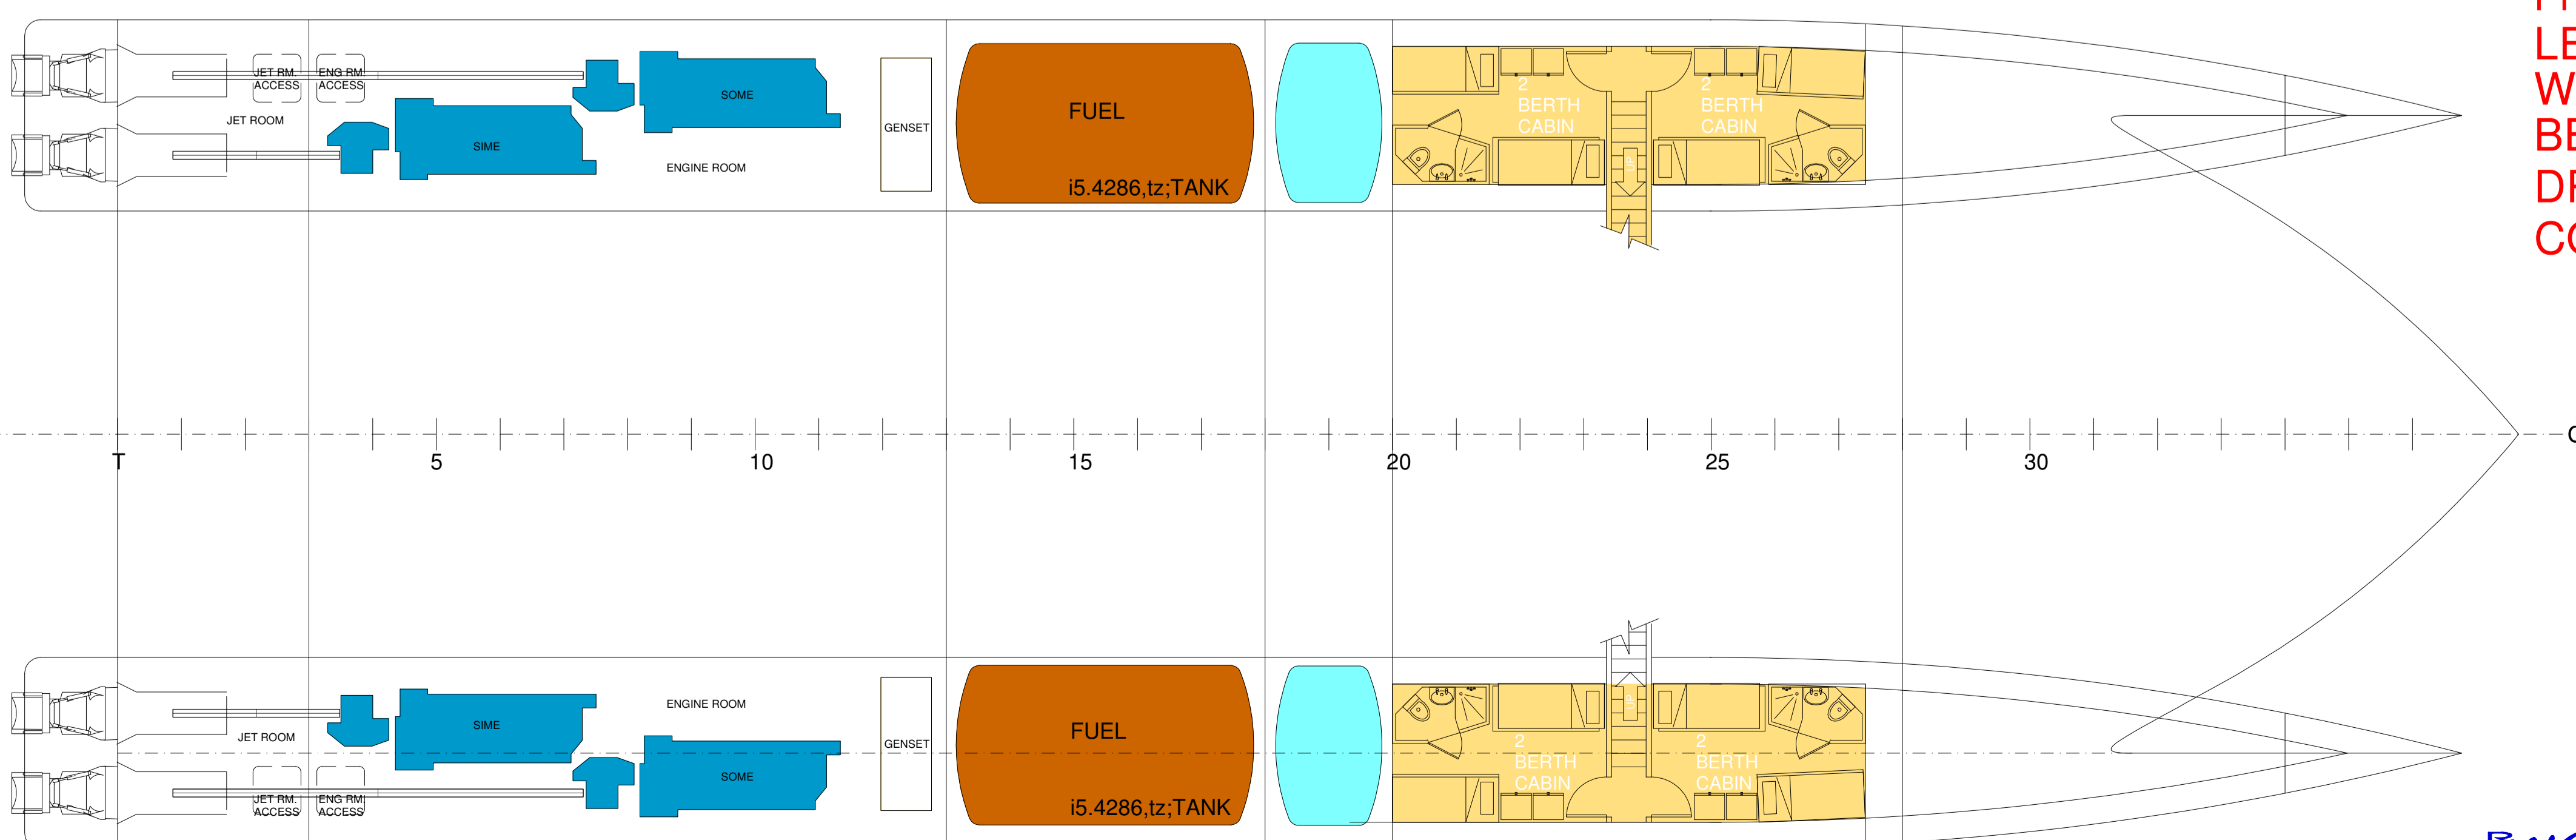 JET RM.
ACCESS
ENG RM.
ACCESS
JET ROOM
SIME
SOME
ENGINE ROOM
GENSET
FUEL
i5.4286,tz;TANK
2
BERTH
CABIN
UP
2
BERTH
CABIN
LE
W
BE
CO
T
5
10
15
20
25
30
ENGINE ROOM
SIME
JET ROOM
SOME
JET RM.
ACCESS
ENG RM.
ACCESS
GENSET
FUEL
i5.4286,tz;TANK
UP
2
BERTH
CABIN
2
BERTH
CABIN